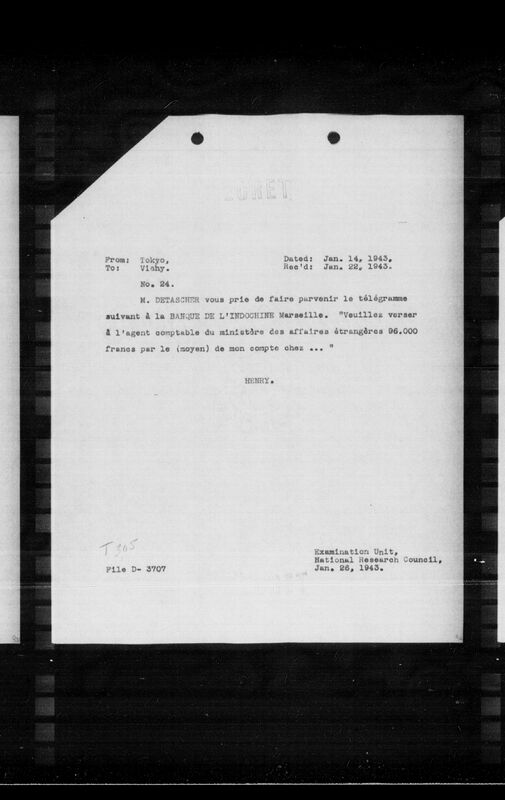 From: Tokyo, Dated: Jan. 14, 1943.
To: Vichy. Rec'd: Jan. 22, 1943.
No. 24.
M. DETASCHER vous prie de faire parvenir le télégramme
suivant à la BANQUE DE L'INDOCHINE Marseille. "Veuillez verser
à l'agent comptable du ministère des affaires étrangères 96.000
francs par le (moyen) de mon compte chez ... "
HENRY.
T 305
File D- 3707
Examination Unit,
National Research Council,
Jan. 26, 1943.